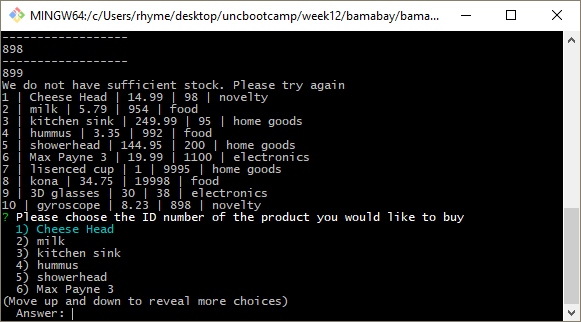 MINGW64:/c/Users/rhyme/desktop/uncbootcamp/week12/bamabay/bama...
------------------
898
------------------
899
We do not have sufficient stock. Please try again
1 | Cheese Head | 14.99 | 98 | novelty
2 | milk | 5.79 | 954 | food
3 | kitchen sink | 249.99 | 95 | home goods
4 | hummus | 3.35 | 992 | food
5 | showerhead | 144.95 | 200 | home goods
6 | Max Payne 3 | 19.99 | 1100 | electronics
7 | lisenced cup | 1 | 9995 | home goods
8 | kona | 34.75 | 19998 | food
9 | 3D glasses | 30 | 38 | electronics
10 | gyroscope | 8.23 | 898 | novelty
? Please choose the ID number of the product you would like to buy
1) Cheese Head
2) milk
3) kitchen sink
4) hummus
5) showerhead
6) Max Payne 3
(Move up and down to reveal more choices)
Answer: